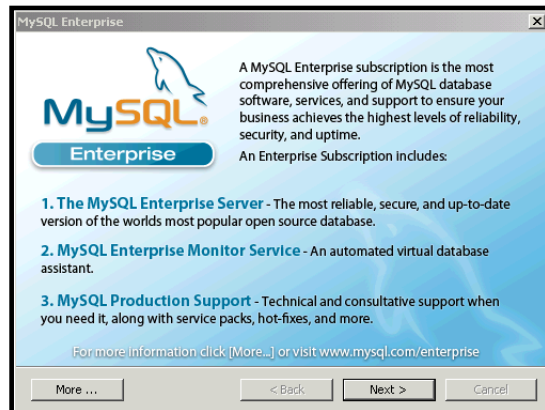 MySQL Enterprise
A MySQL Enterprise subscription is the most
comprehensive offering of MySQL database
software, services, and support to ensure your
business achieves the highest levels of reliability,
security, and uptime.
An Enterprise Subscription includes:
MySQL®
Enterprise
1. The MySQL Enterprise Server - The most reliable, secure, and up-to-date
version of the worlds most popular open source database.
2. MySQL Enterprise Monitor Service - An automated virtual database
assistant.
3. MySQL Production Support - Technical and consultative support when
you need it, along with service packs, hot-fixes, and more.
For more information click [More...] or visit www.mysql.com/enterprise
More ...
< Back
Next >
Cancel